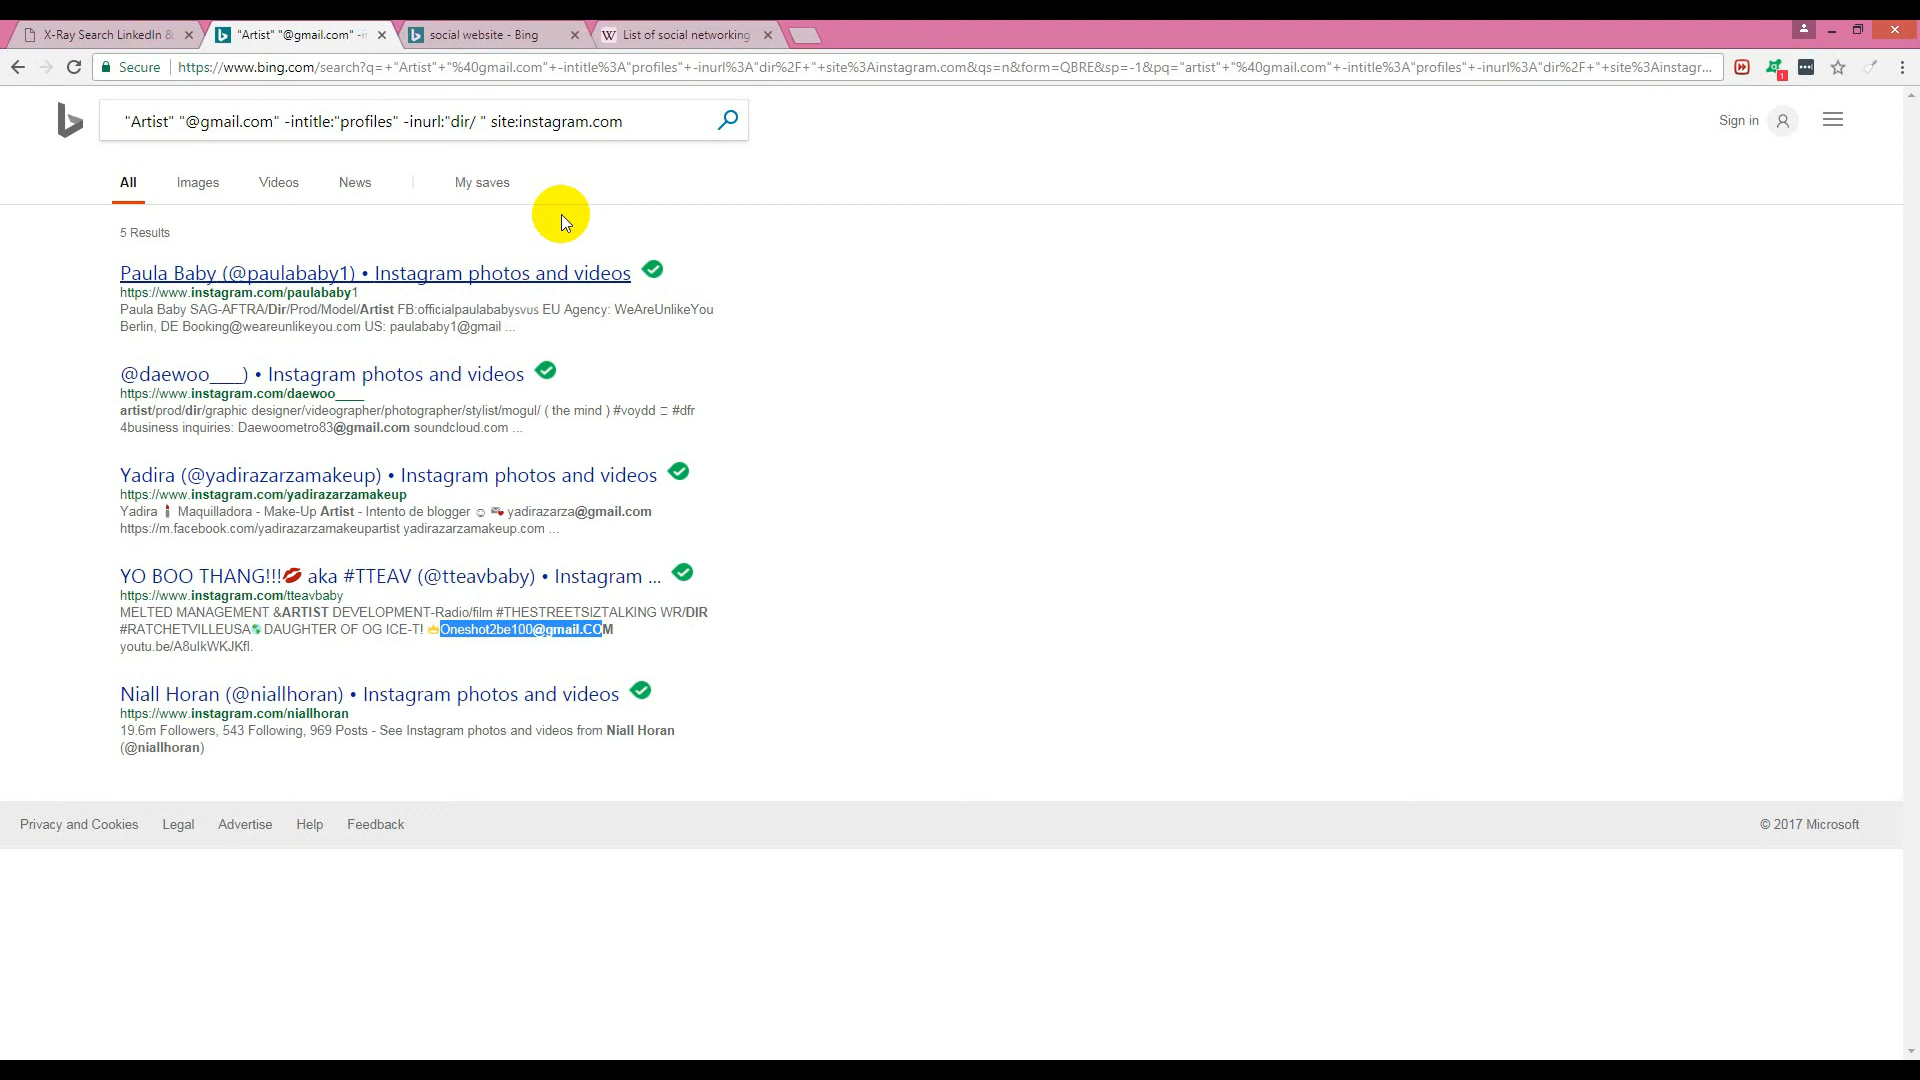 X-Ray Search LinkedIn &
"Artist" "@gmail.com" -i
social website - Bing
List of social networking
Secure
https://www.bing.com/search?q=+"Artist"+"%40gmail.com"+-intitle%3A"profiles"+-inurl%3A"dir%2F+"+site%3Ainstagram.com&qs=n&form=QBRE&sp=-1&pq="artist"+"%40gmail.com"+-intitle%3A"profiles"+-inurl%3A"dir%2F+"+site%3Ainstagr...
1
"Artist" "@gmail.com" -intitle:"profiles" -inurl:"dir/ " site:instagram.com
Sign in
All Images Videos News | My saves
5 Results
Paula Baby (@paulababy1) • Instagram photos and videos
https://www.instagram.com/paulababy1
Paula Baby SAG-AFTRA/Dir/Prod/Model/Artist FB:officialpaulababysvus EU Agency: WeAreUnlikeYou
Berlin, DE Booking@weareunlikeyou.com US: paulababy1@gmail ...
@daewoo____) • Instagram photos and videos
https://www.instagram.com/daewoo____
artist/prod/dir/graphic designer/videographer/photographer/stylist/mogul/ ( the mind ) #voydd □ #dfr
4business inquiries: Daewoometro83@gmail.com soundcloud.com ...
Yadira (@yadirazarzamakeup) • Instagram photos and videos
https://www.instagram.com/yadirazarzamakeup
Yadira 💄 Maquilladora - Make-Up Artist - Intento de blogger ☺ 💌 yadirazarza@gmail.com
https://m.facebook.com/yadirazarzamakeupartist yadirazarzamakeup.com ...
YO BOO THANG!!!💋 aka #TTEAV (@tteavbaby) • Instagram ...
https://www.instagram.com/tteavbaby
MELTED MANAGEMENT &ARTIST DEVELOPMENT-Radio/film #THESTREETSIZTALKING WR/DIR
#RATCHETVILLEUSA🌎DAUGHTER OF OG ICE-T! 👑Oneshot2be100@gmail.COM
youtu.be/A8uIkWKJKfI.
Niall Horan (@niallhoran) • Instagram photos and videos
https://www.instagram.com/niallhoran
19.6m Followers, 543 Following, 969 Posts - See Instagram photos and videos from Niall Horan
(@niallhoran)
Privacy and Cookies Legal Advertise Help Feedback
© 2017 Microsoft